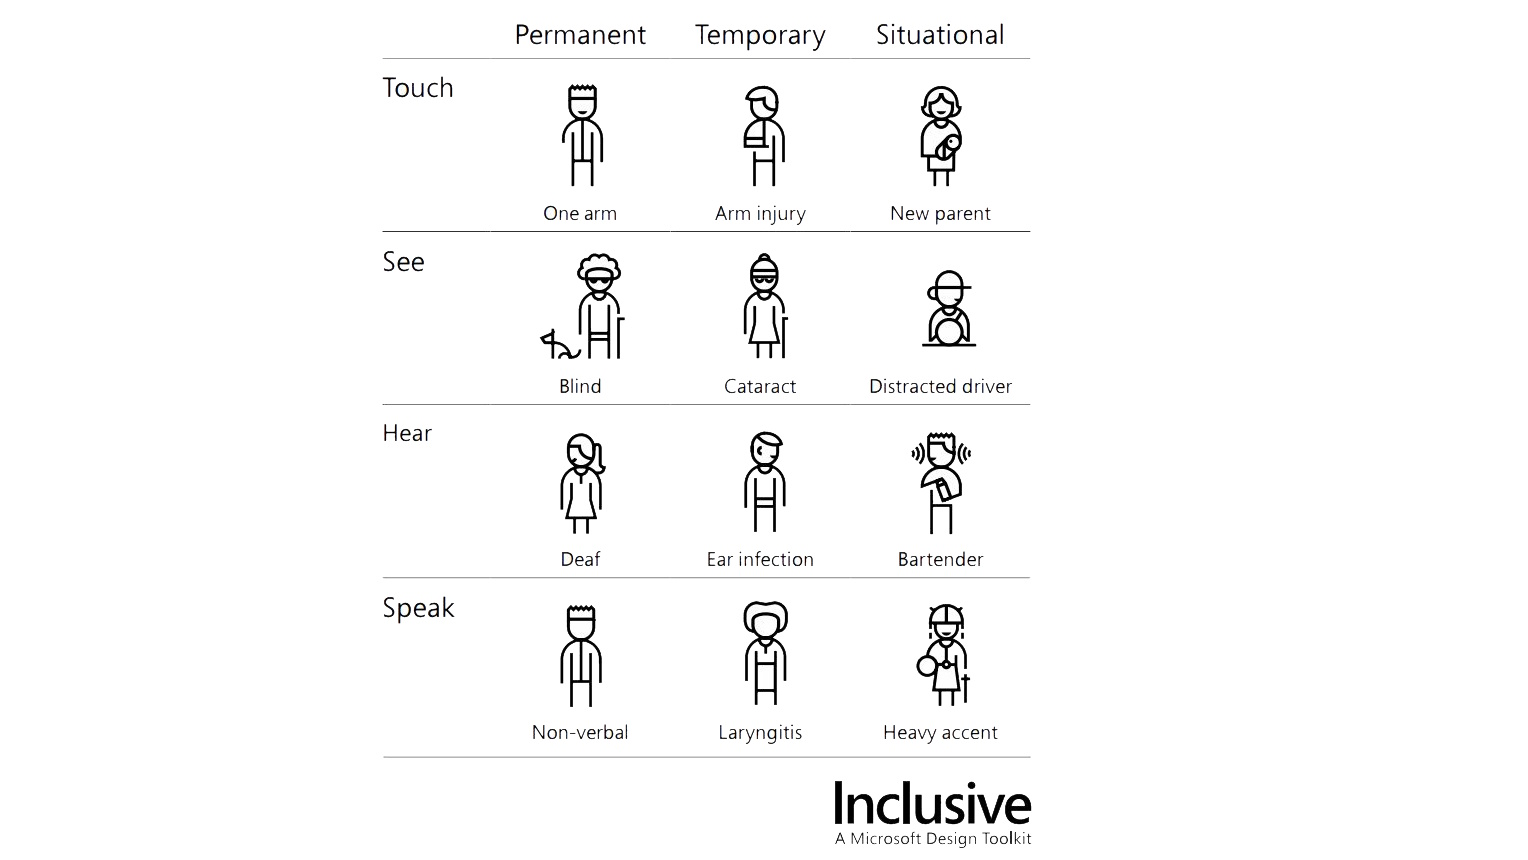 Permanent Temporary Situational
Touch
One arm Arm injury New parent
See
Blind Cataract Distracted driver
Hear
Deaf Ear infection Bartender
Speak
Non-verbal Laryngitis Heavy accent
Inclusive
A Microsoft Design Toolkit